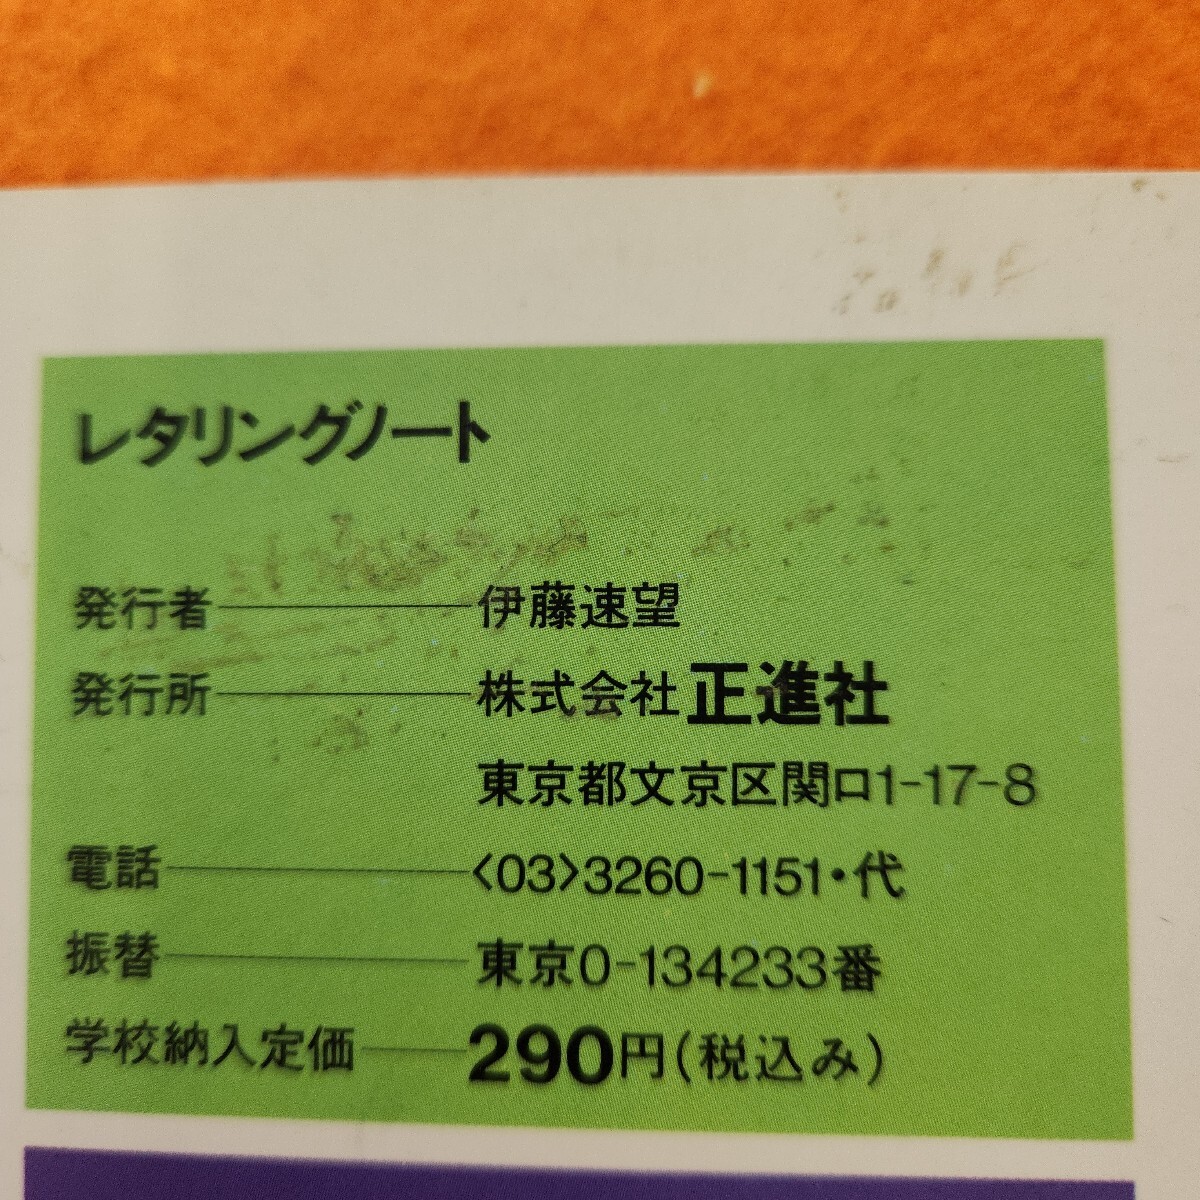 レタリングノート
発行者 伊藤速望
発行所 株式会社正進社
東京都文京区関口1-17-8
電話 〈03〉3260-1151・代
振替 東京0-134233番
学校納入定価 290円(税込み)